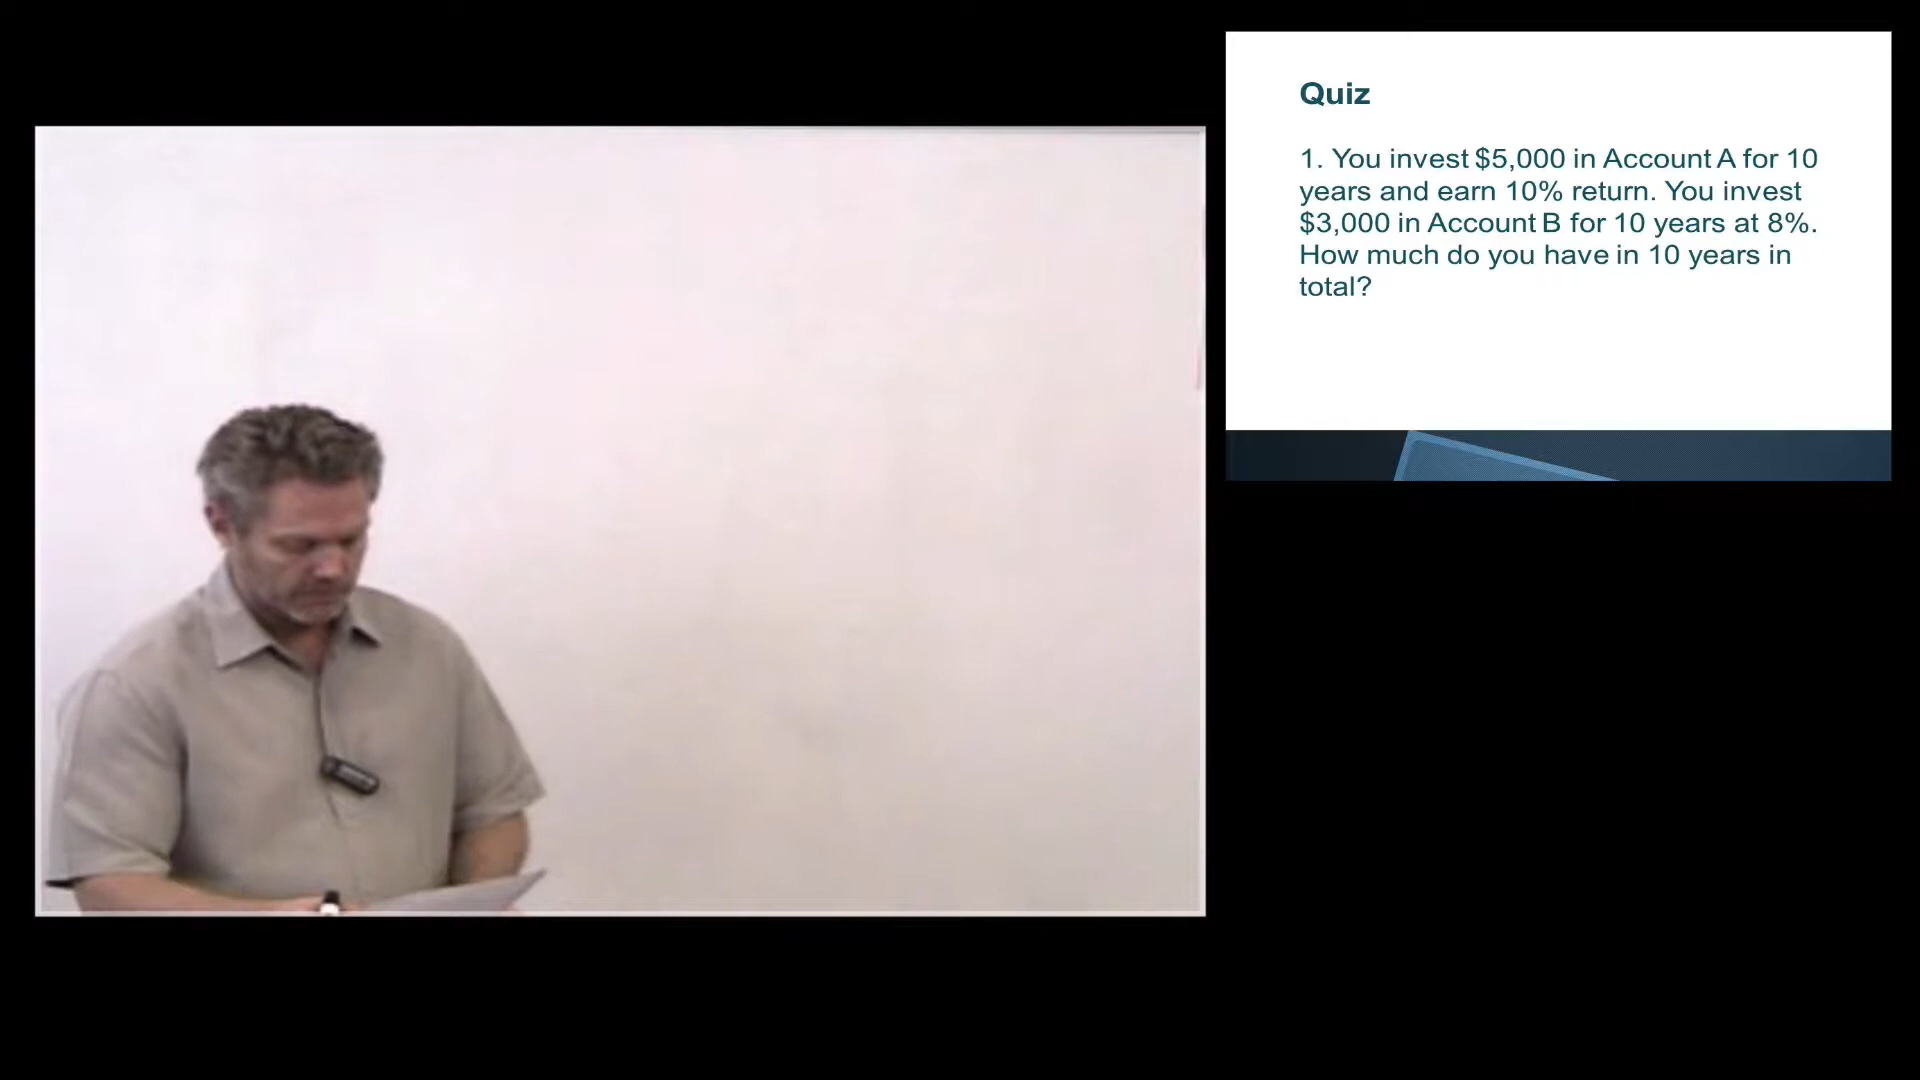 Quiz
1. You invest $5,000 in Account A for 10
years and earn 10% return. You invest
$3,000 in Account B for 10 years at 8%.
How much do you have in 10 years in
total?